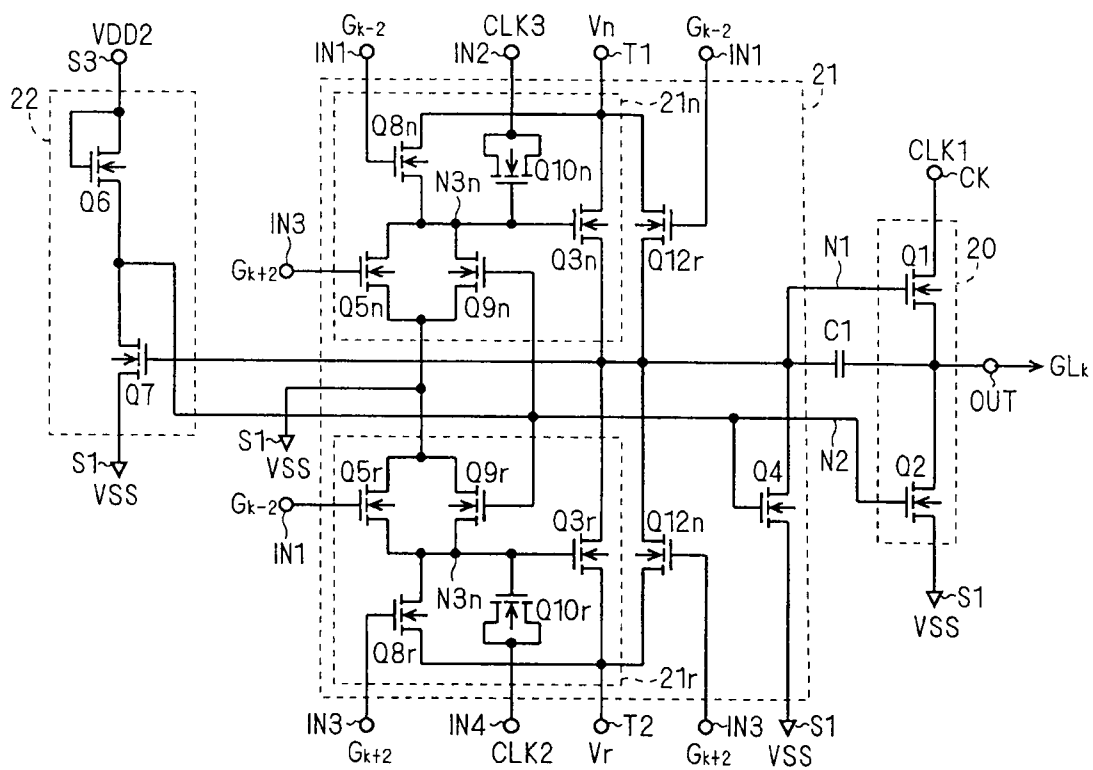 Gk-2 CLK3 Vn Gk-2
VDD2 IN1 IN2 T1 IN1
S3 21
22 21n
Q8n
Q10n CLK1
N3n CK
Q6
IN3 Q1 20
Gk+2 Q3n Q12r N1
Q5n Q9n
C1
Q7 GLk
OUT
S1
VSS N2
S1 Q5r Q9r Q4 Q2
VSS
Gk-2 Q3r Q12n
IN1
N3n Q10r S1
VSS
Q8r
21r
IN3 IN4 T2 IN3 S1
Gk+2 CLK2 Vr Gk+2 VSS